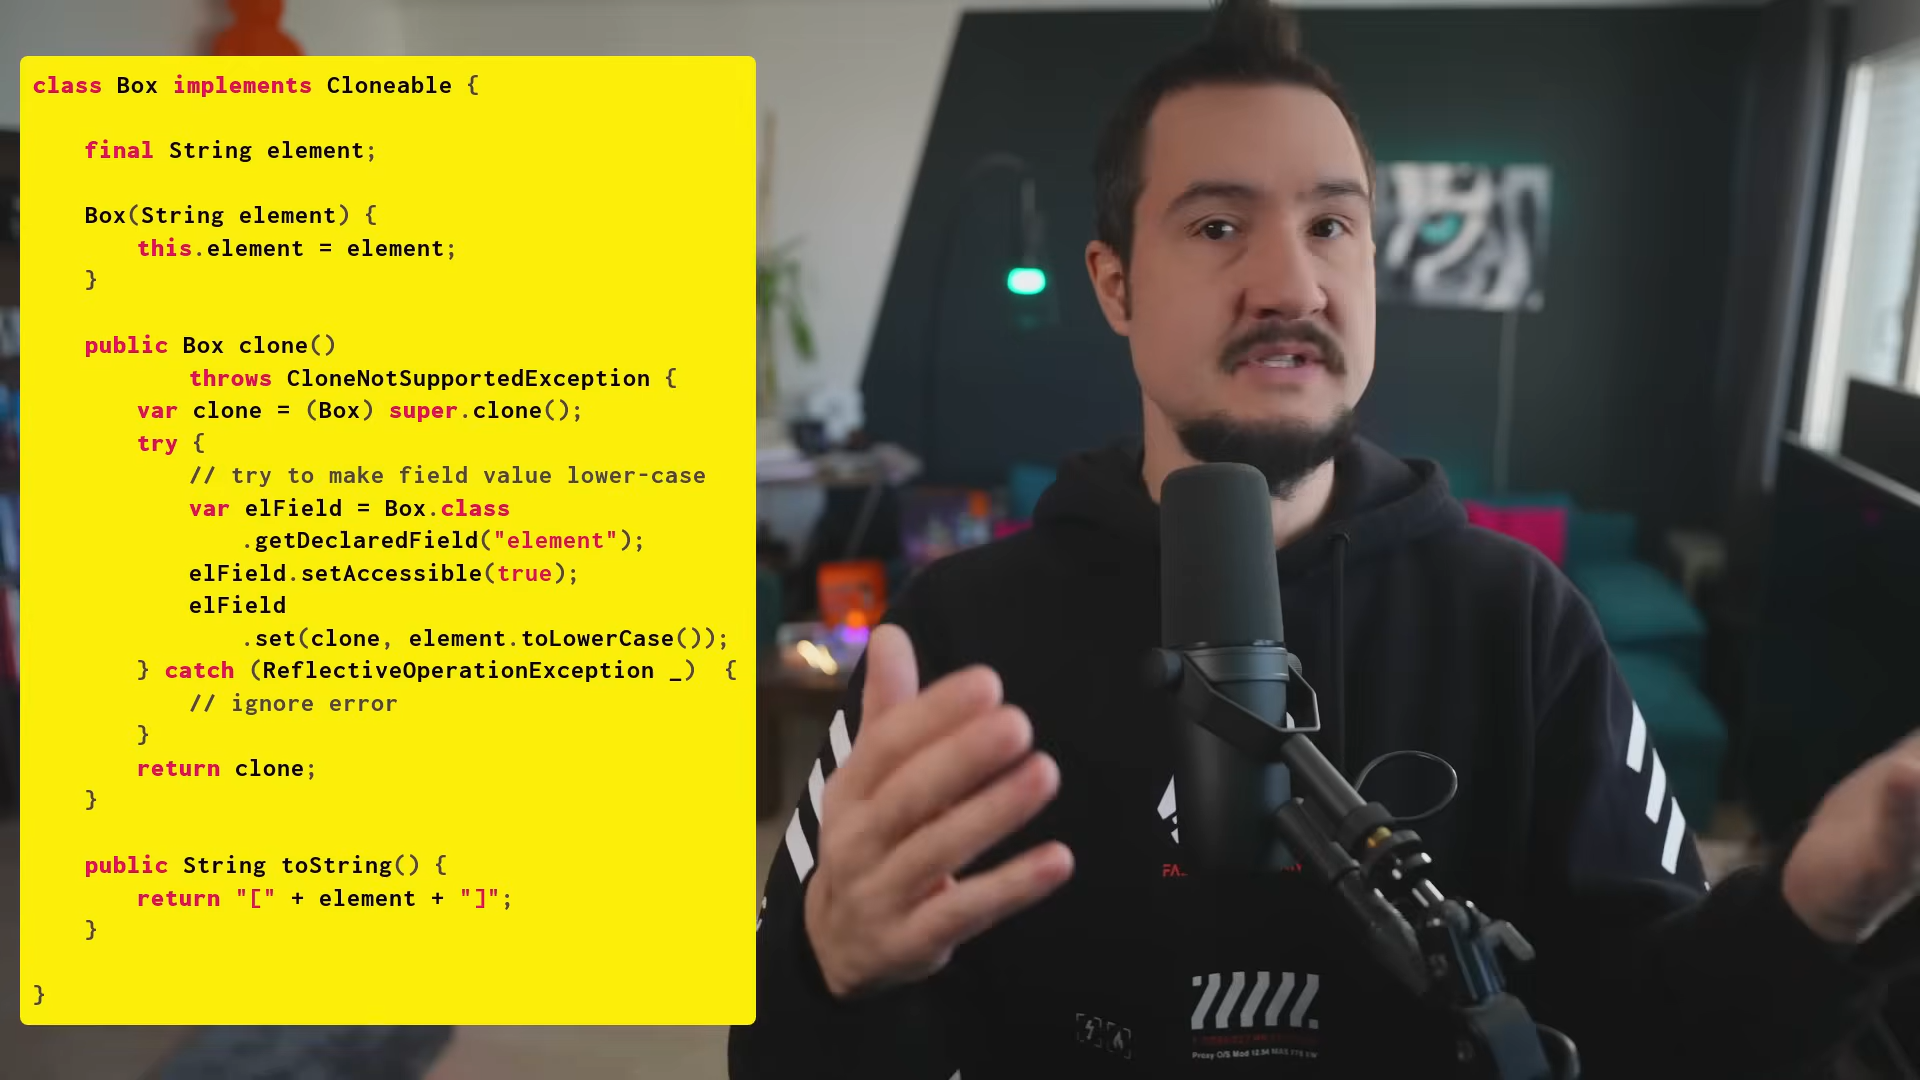 class Box implements Cloneable {
final String element;
Box(String element) {
this.element = element;
}
public Box clone()
throws CloneNotSupportedException {
var clone = (Box) super.clone();
try {
// try to make field value lower-case
var elField = Box.class
.getDeclaredField("element");
elField.setAccessible(true);
elField
.set(clone, element.toLowerCase());
} catch (ReflectiveOperationException _) {
// ignore error
}
return clone;
}
public String toString() {
return "[" + element + "]";
}
}
Proxy O/S Mod